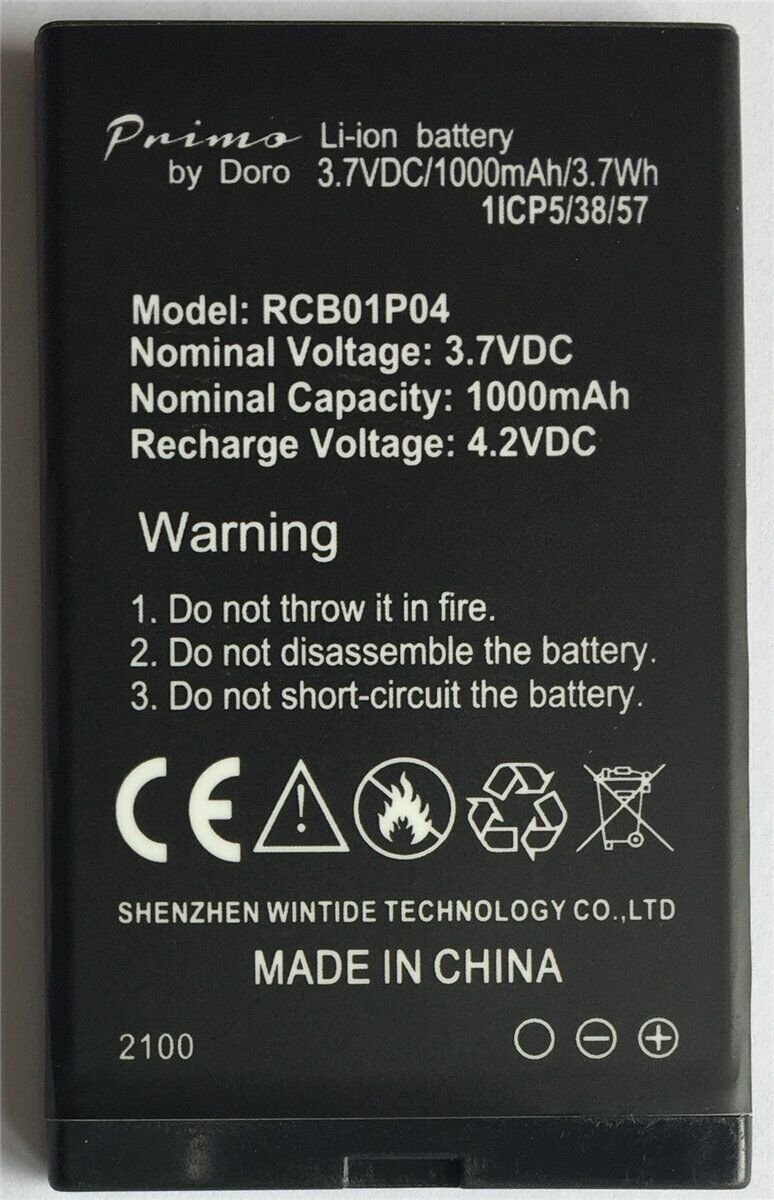 Primo Li-ion battery
by Doro 3.7VDC/1000mAh/3.7Wh
1ICP5/38/57
Model: RCB01P04
Nominal Voltage: 3.7VDC
Nominal Capacity: 1000mAh
Recharge Voltage: 4.2VDC
Warning
1. Do not throw it in fire.
2. Do not disassemble the battery.
3. Do not short-circuit the battery.
CE
SHENZHEN WINTIDE TECHNOLOGY CO.,LTD
MADE IN CHINA
2100